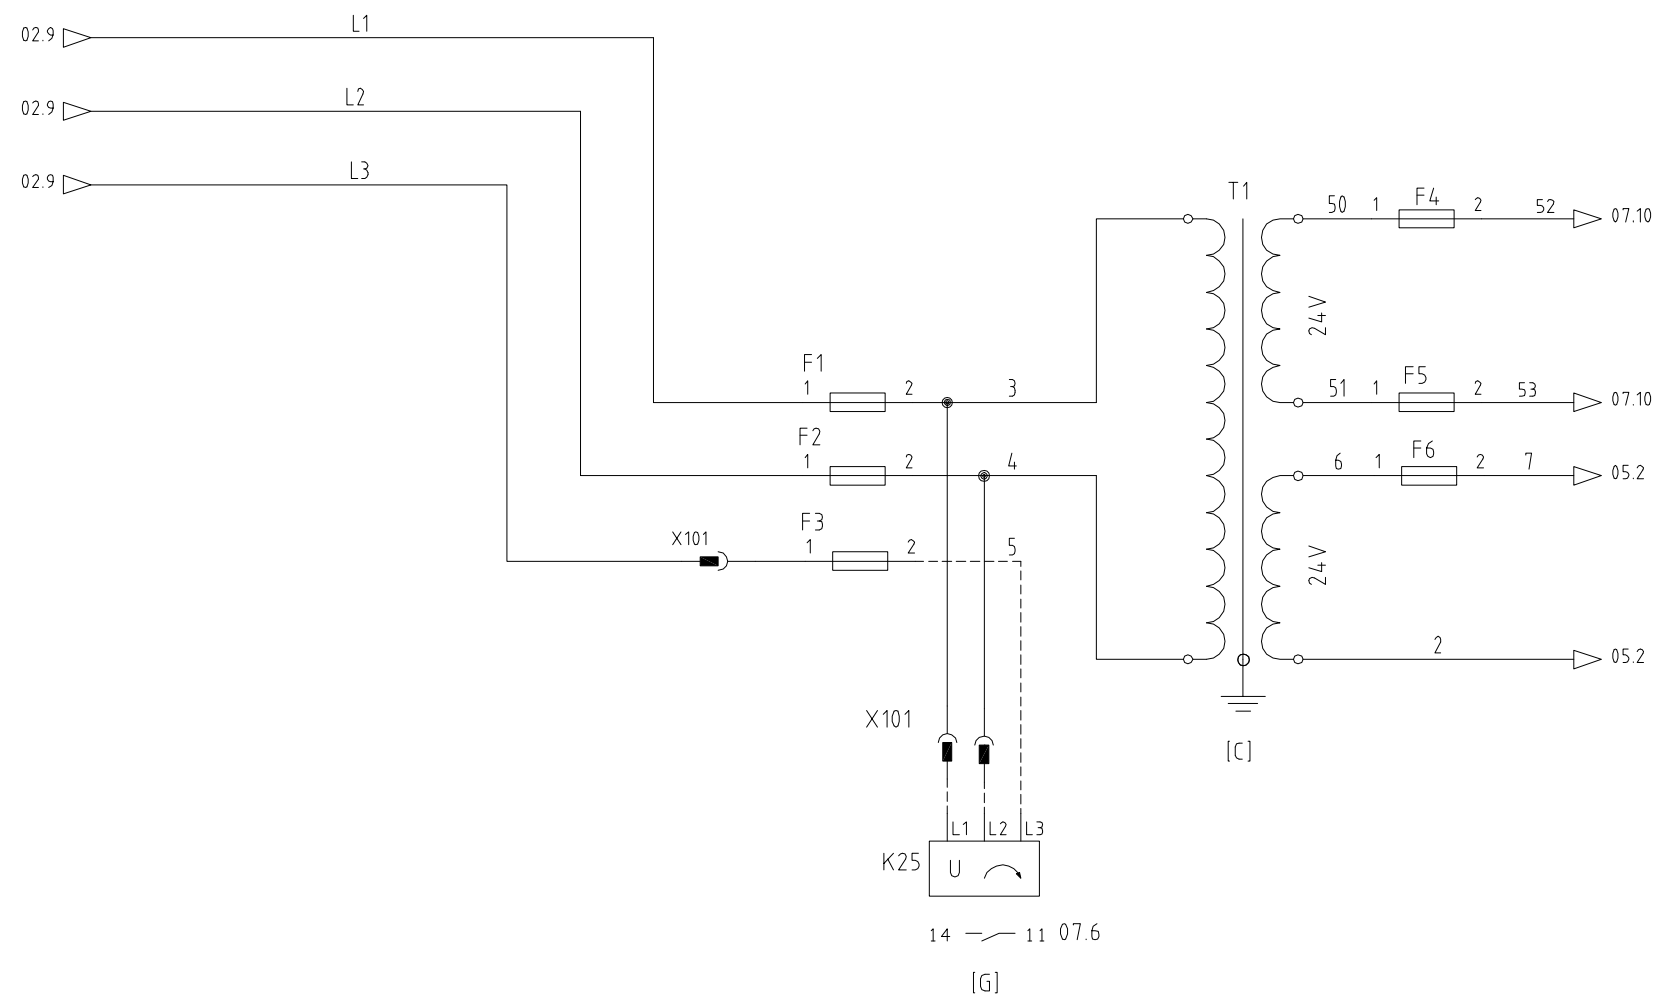 02.9 L1
02.9 L2
02.9 L3
T1
50 1 F4 2 52 07.10
24V
F1
1 2 3
51 1 F5 2 53 07.10
F2
1 2 4
6 1 F6 2 7 05.2
X101
F3
1 2 5
24V
2 05.2
X101
[C]
L1 L2 L3
K25 U
14 11 07.6
[G]